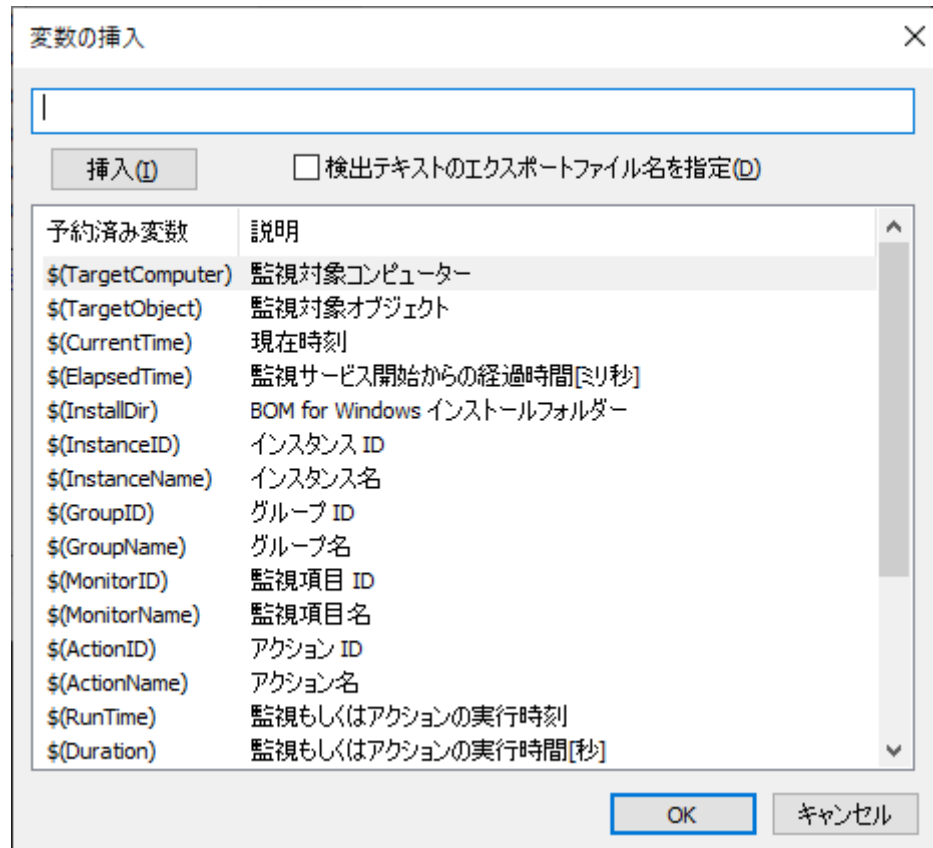 変数の挿入
挿入(I)
検出テキストのエクスポートファイル名を指定(D)
予約済み変数 説明
$(TargetComputer) 監視対象コンピューター
$(TargetObject) 監視対象オブジェクト
$(CurrentTime) 現在時刻
$(ElapsedTime) 監視サービス開始からの経過時間[ミリ秒]
$(InstallDir) BOM for Windows インストールフォルダー
$(InstanceID) インスタンス ID
$(InstanceName) インスタンス名
$(GroupID) グループ ID
$(GroupName) グループ名
$(MonitorID) 監視項目 ID
$(MonitorName) 監視項目名
$(ActionID) アクション ID
$(ActionName) アクション名
$(RunTime) 監視もしくはアクションの実行時刻
$(Duration) 監視もしくはアクションの実行時間[秒]
OK キャンセル